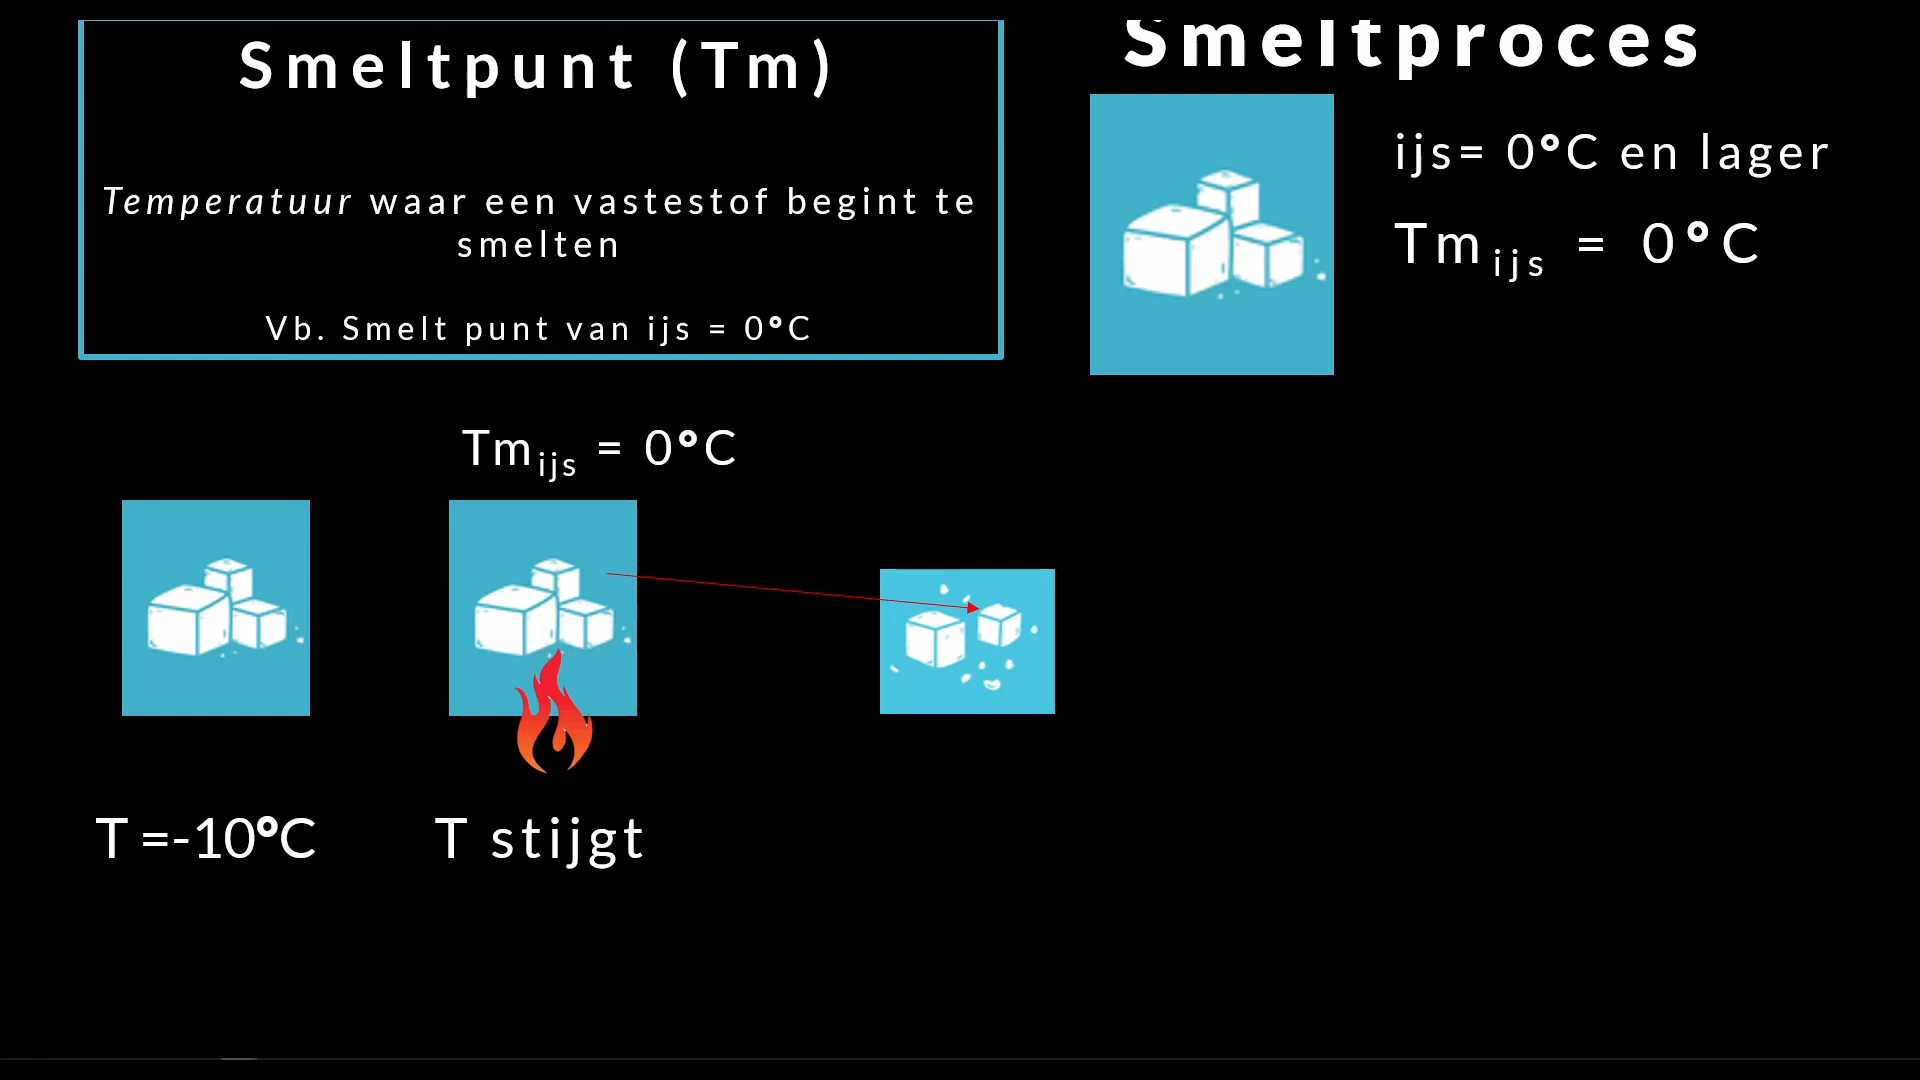 Smeltpunt (Tm)
Temperatuur waar een vastestof begint te
smelten
Vb. Smelt punt van ijs = 0°C
Smeltproces
ijs= 0°C en lager
Tm ijs = 0°C
Tm ijs = 0°C
T =-10°C
T stijgt